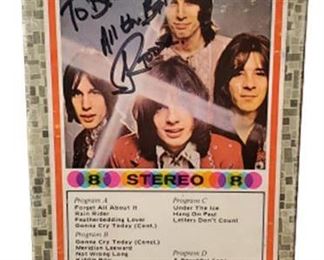 To
All the
8 STEREO 8
Program A
Forget All About It
Rain Rider
Featherbedding Lover
Gonna Cry Today (Cont.)
Program B
Gonna Cry Today (Concl.)
Meridian Leeward
Not Wrong Long
Program C
Under The Ice
Hang On Paul
Letters Don't Count
Program D